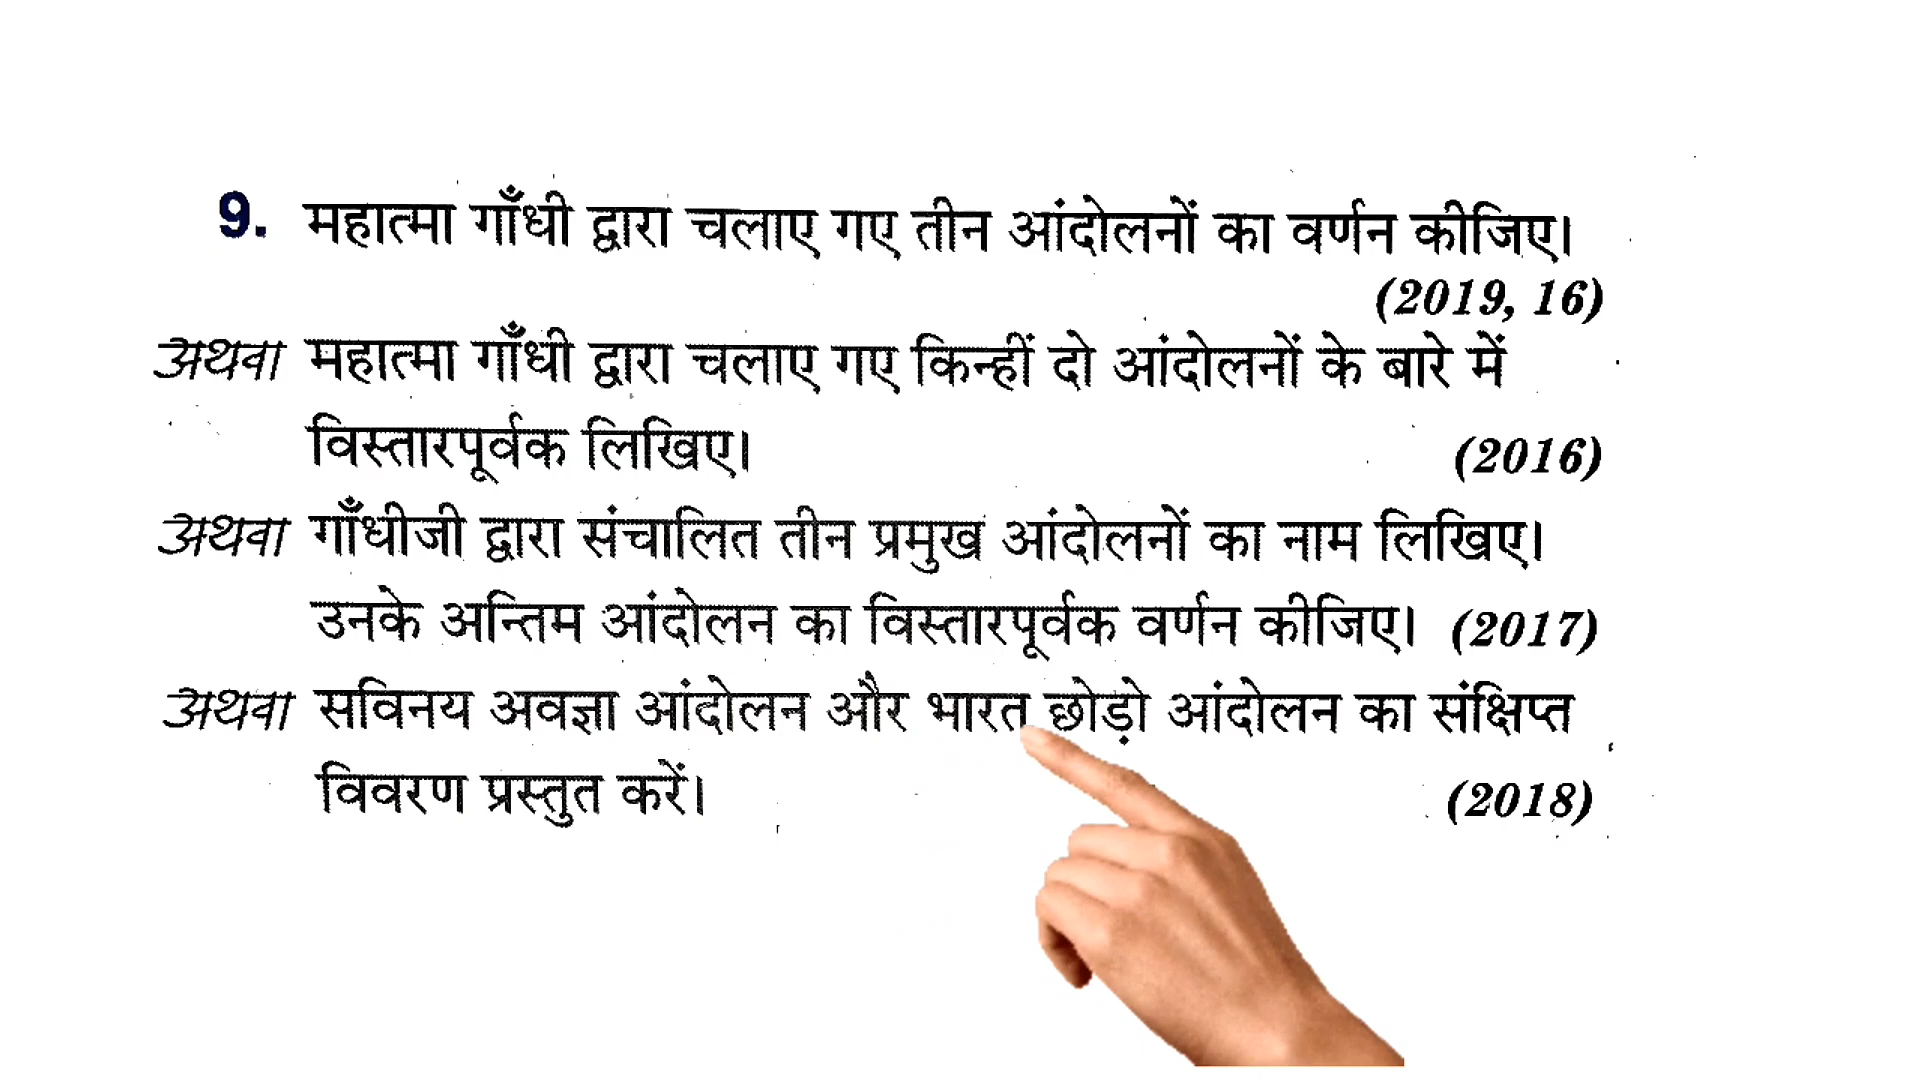 9. महात्मा गाँधी द्वारा चलाए गए तीन आंदोलनों का वर्णन कीजिए।
(2019, 16)
अथवा महात्मा गाँधी द्वारा चलाए गए किन्हीं दो आंदोलनों के बारे में
विस्तारपूर्वक लिखिए। (2016)
अथवा गाँधीजी द्वारा संचालित तीन प्रमुख आंदोलनों का नाम लिखिए।
उनके अन्तिम आंदोलन का विस्तारपूर्वक वर्णन कीजिए। (2017)
अथवा सविनय अवज्ञा आंदोलन और भारत छोड़ो आंदोलन का संक्षिप्त
विवरण प्रस्तुत करें। (2018)